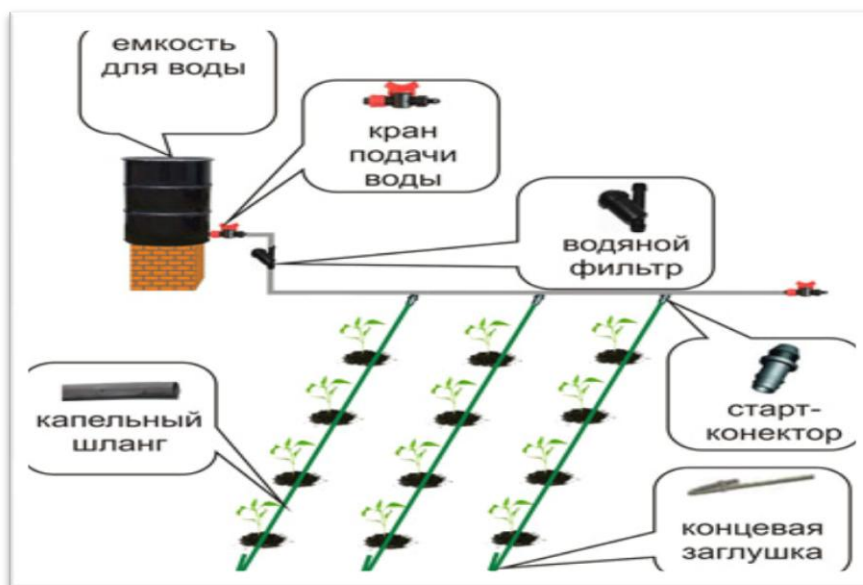 емкость
для воды
кран
подачи
воды
водяной
фильтр
капельный
шланг
старт-
конектор
концевая
заглушка